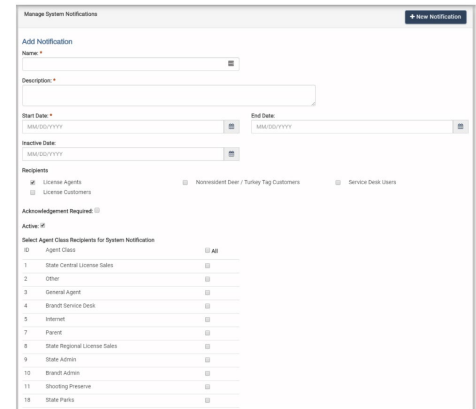 Manage System Notifications
+ New Notification
Add Notification
Name: *
Description: *
Start Date: * End Date:
MM/DD/YYYY MM/DD/YYYY
Inactive Date:
MM/DD/YYYY
Recipients
License Agents Nonresident Deer / Turkey Tag Customers Service Desk Users
License Customers
Acknowledgement Required:
Active:
Select Agent Class Recipients for System Notification
ID Agent Class All
1 State Central License Sales
2 Other
3 General Agent
4 Brandt Service Desk
5 Internet
7 Parent
8 State Regional License Sales
9 State Admin
10 Brandt Admin
11 Shooting Preserve
18 State Parks